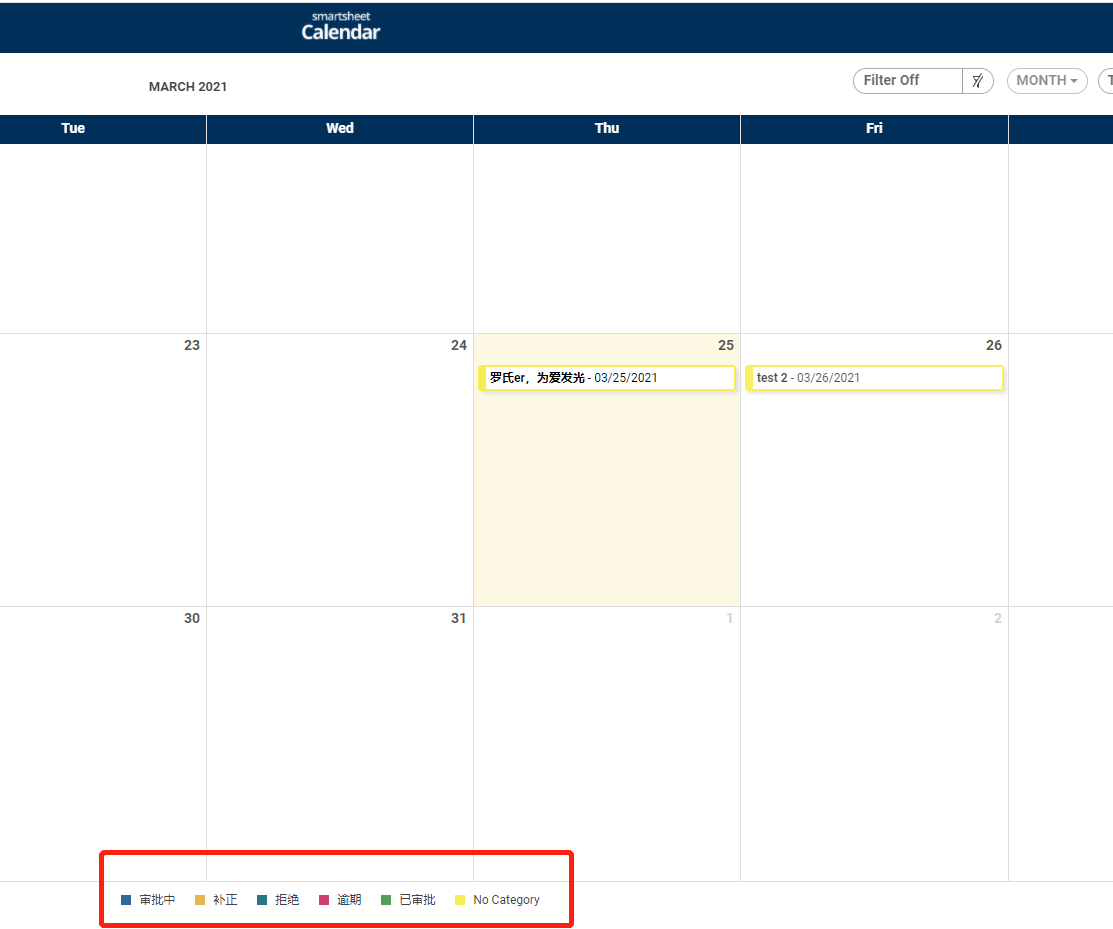 smartsheet
Calendar
MARCH 2021
Filter Off
MONTH
Tue Wed Thu Fri
23 24 25 26
罗氏er，为爱发光 - 03/25/2021 test 2 - 03/26/2021
30 31 1 2
审批中 补正 拒绝 逾期 已审批 No Category